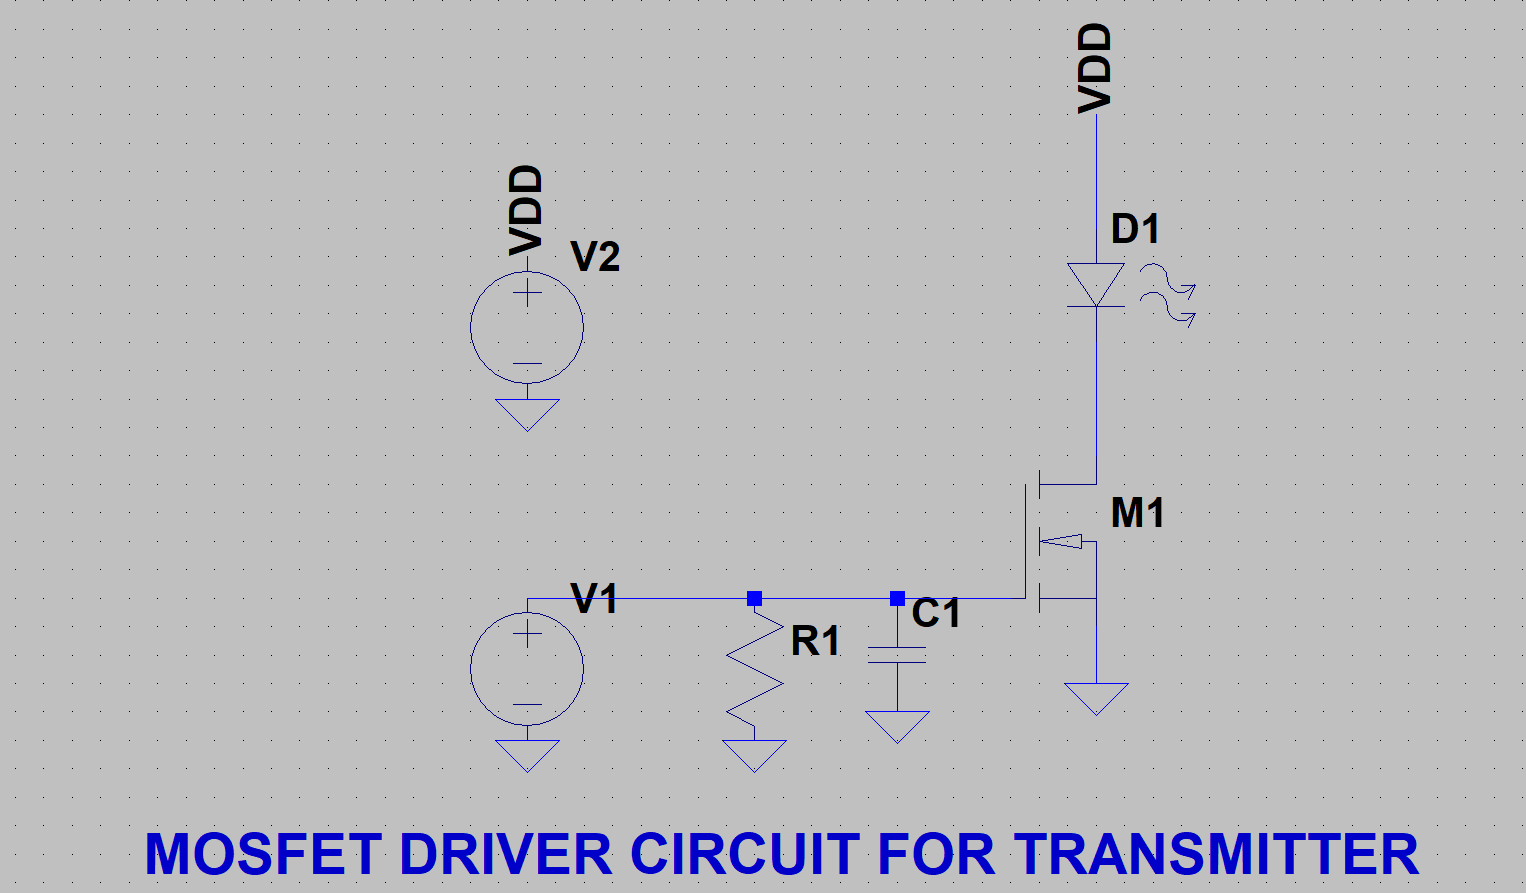 VDD
D1
VDD
V2
M1
V1
C1
R1
MOSFET DRIVER CIRCUIT FOR TRANSMITTER